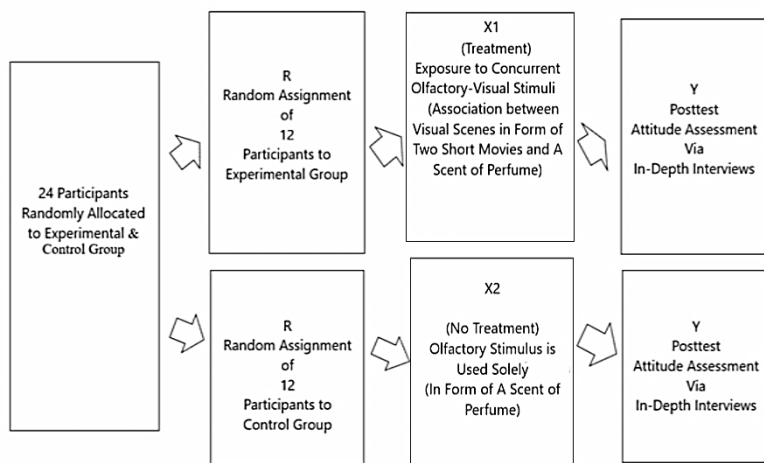 24 Participants
Randomly Allocated
to Experimental &
Control Group
R
Random Assignment
of
12
Participants to
Experimental Group
X1
(Treatment)
Exposure to Concurrent
Olfactory-Visual Stimuli
(Association between
Visual Scenes in Form of
Two Short Movies and A
Scent of Perfume)
Y
Posttest
Attitude Assessment
Via
In-Depth Interviews
R
Random Assignment
of
12
Participants to
Control Group
X2
(No Treatment)
Olfactory Stimulus is
Used Solely
(In Form of A Scent of
Perfume)
Y
Posttest
Attitude Assessment
Via
In-Depth Interviews